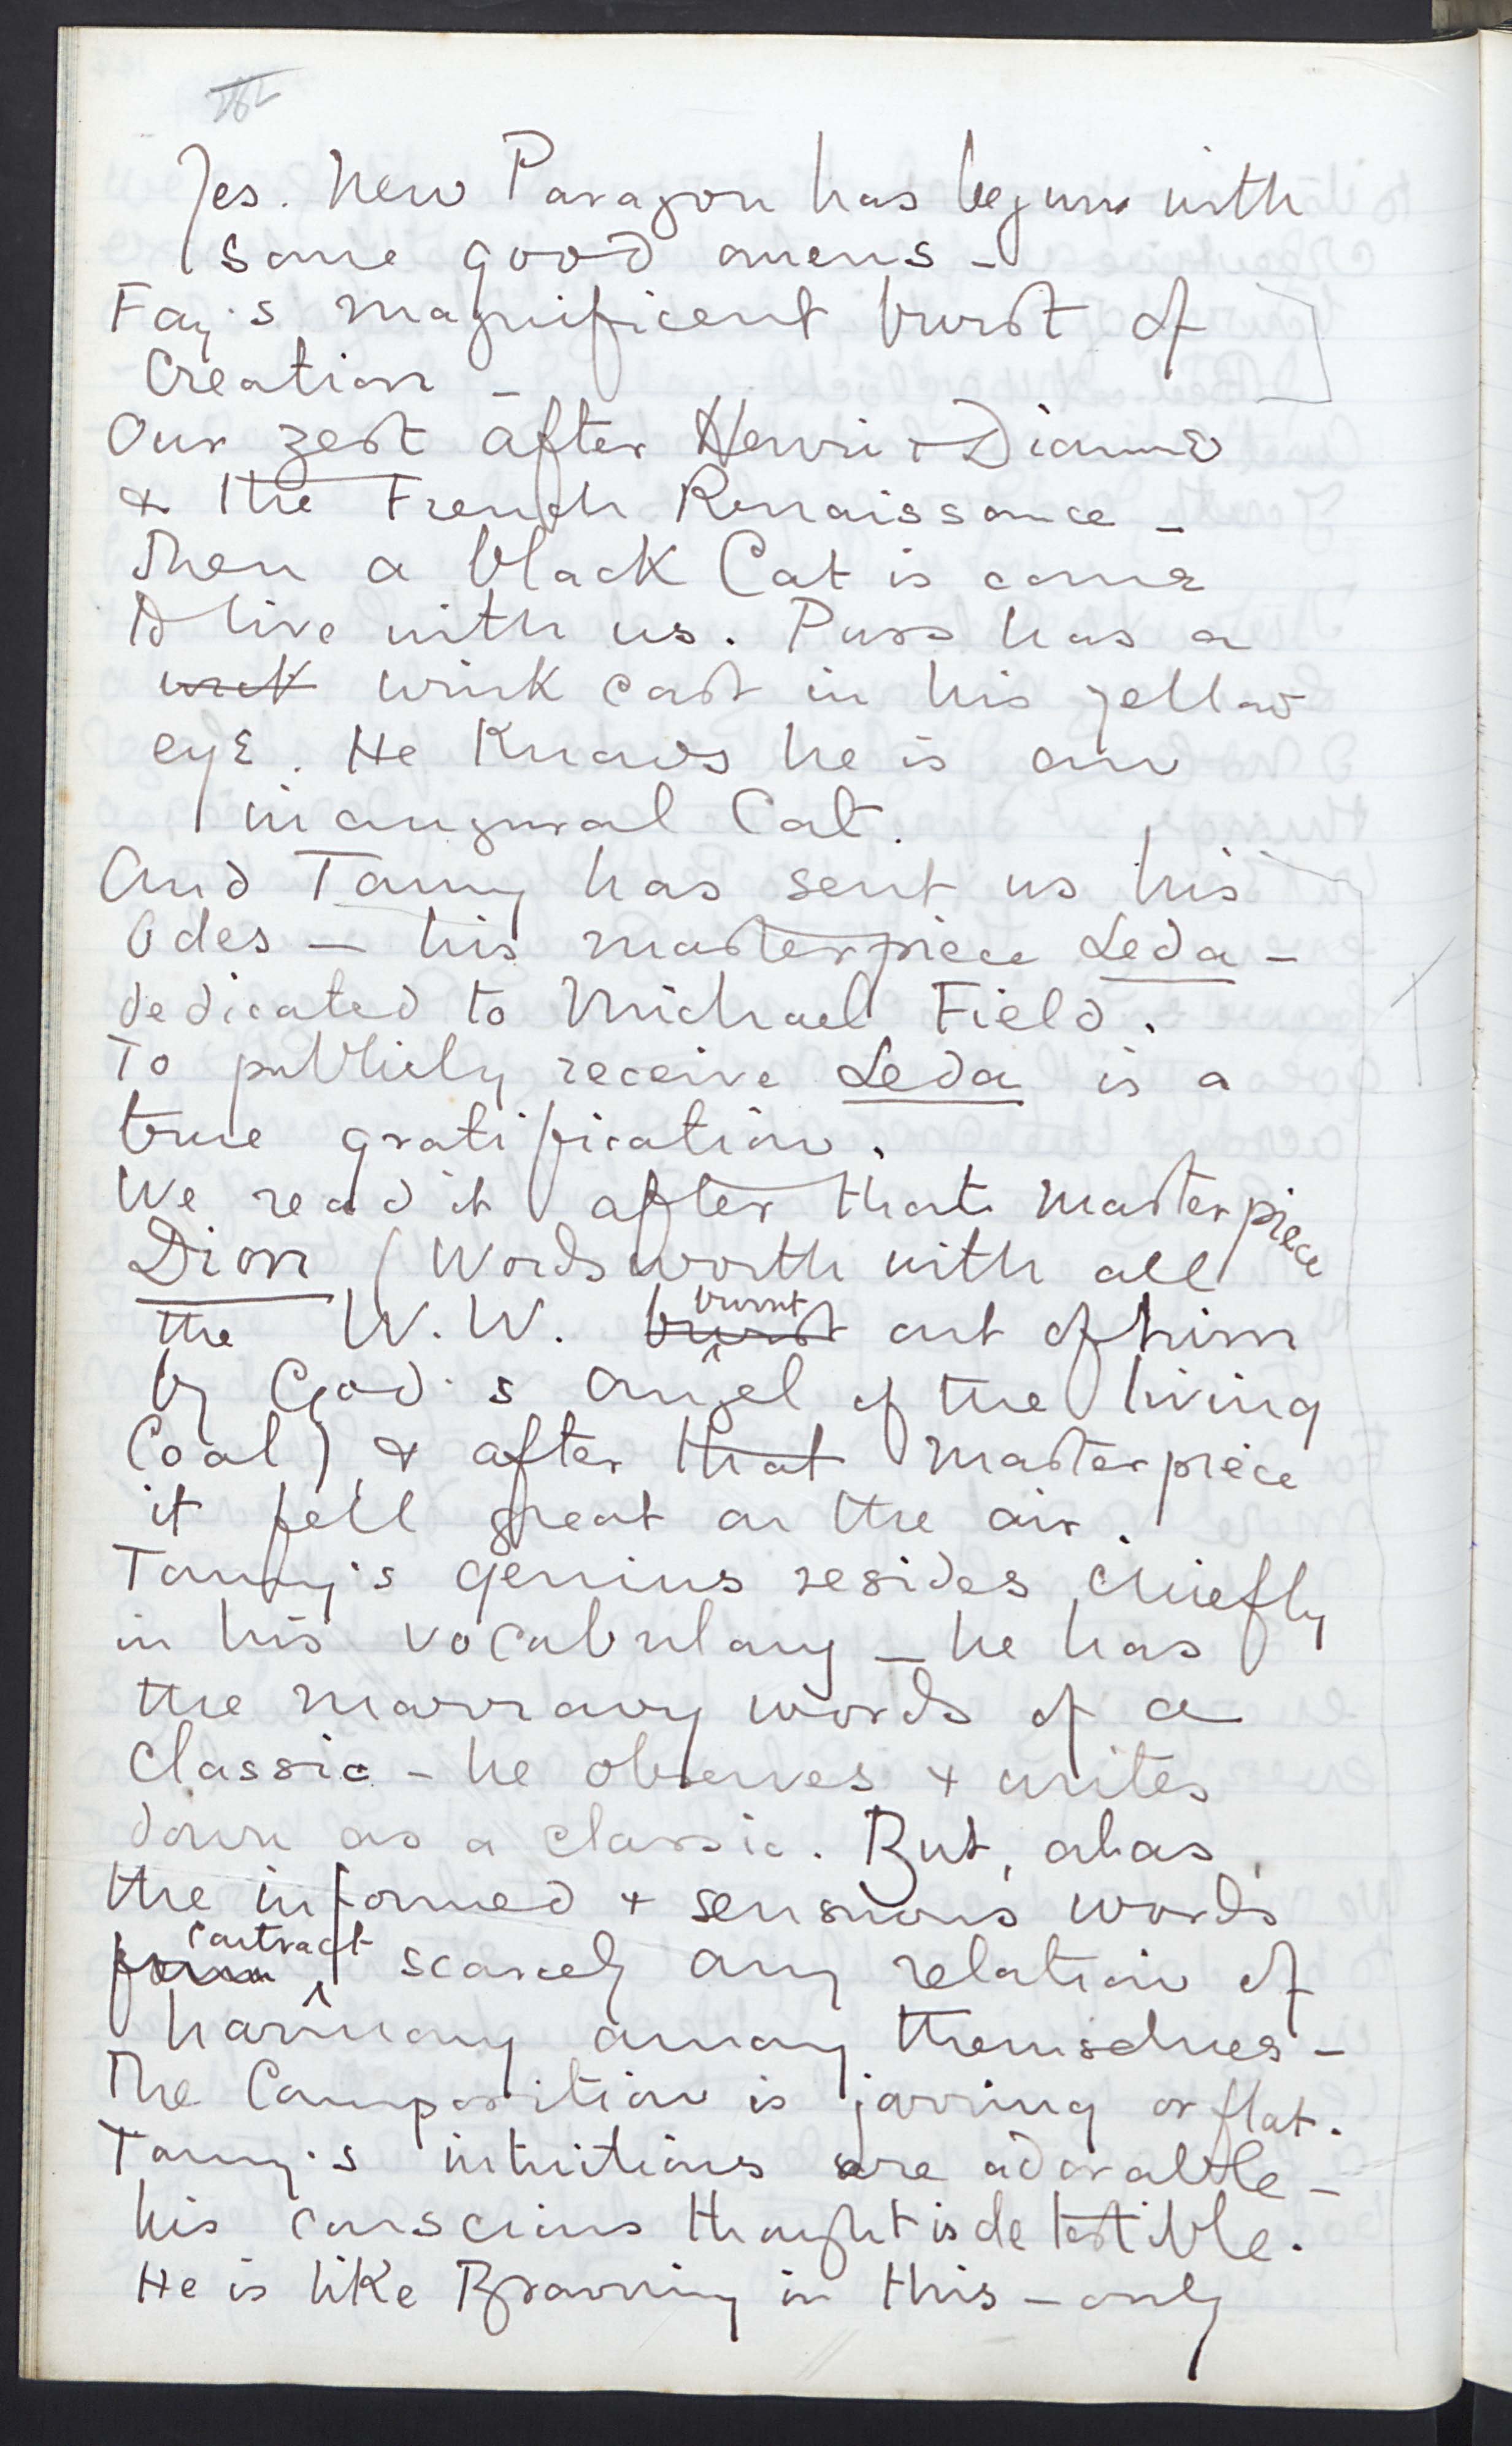 Yes. New Paragon has begun with
some good omens –
Fay's magnificent burst of
Creation –
Our zest after Henri & Diane
& the French Renaissance –
Then a black Cat is come
to live with us. Puss has a
wink cast in his yellow
eye. He knows he is an
inaugural Cat.
And Tommy has sent us his
Odes – his masterpiece Leda –
dedicated to Michael Field.
To publicly receive Leda is a
true gratification.
We read it after that masterpiece
Dion (Wordsworth with all
the W. W. burst burnt out of him
by God's angel of the living
Coal) & after that masterpiece
it fell great on the air.
Tommy's genius resides chiefly
in his vocabulary – he has
the marrowy words of a
Classic – he observes & writes
down as a classic. But, alas,
the informed & sensuous words
form contract scarcely any relation of
harmony among themselves –
The Composition is jarring or flat.
Tommy's intuitions are adorable –
his conscious thought is detestible.
He is like Browning in this – only